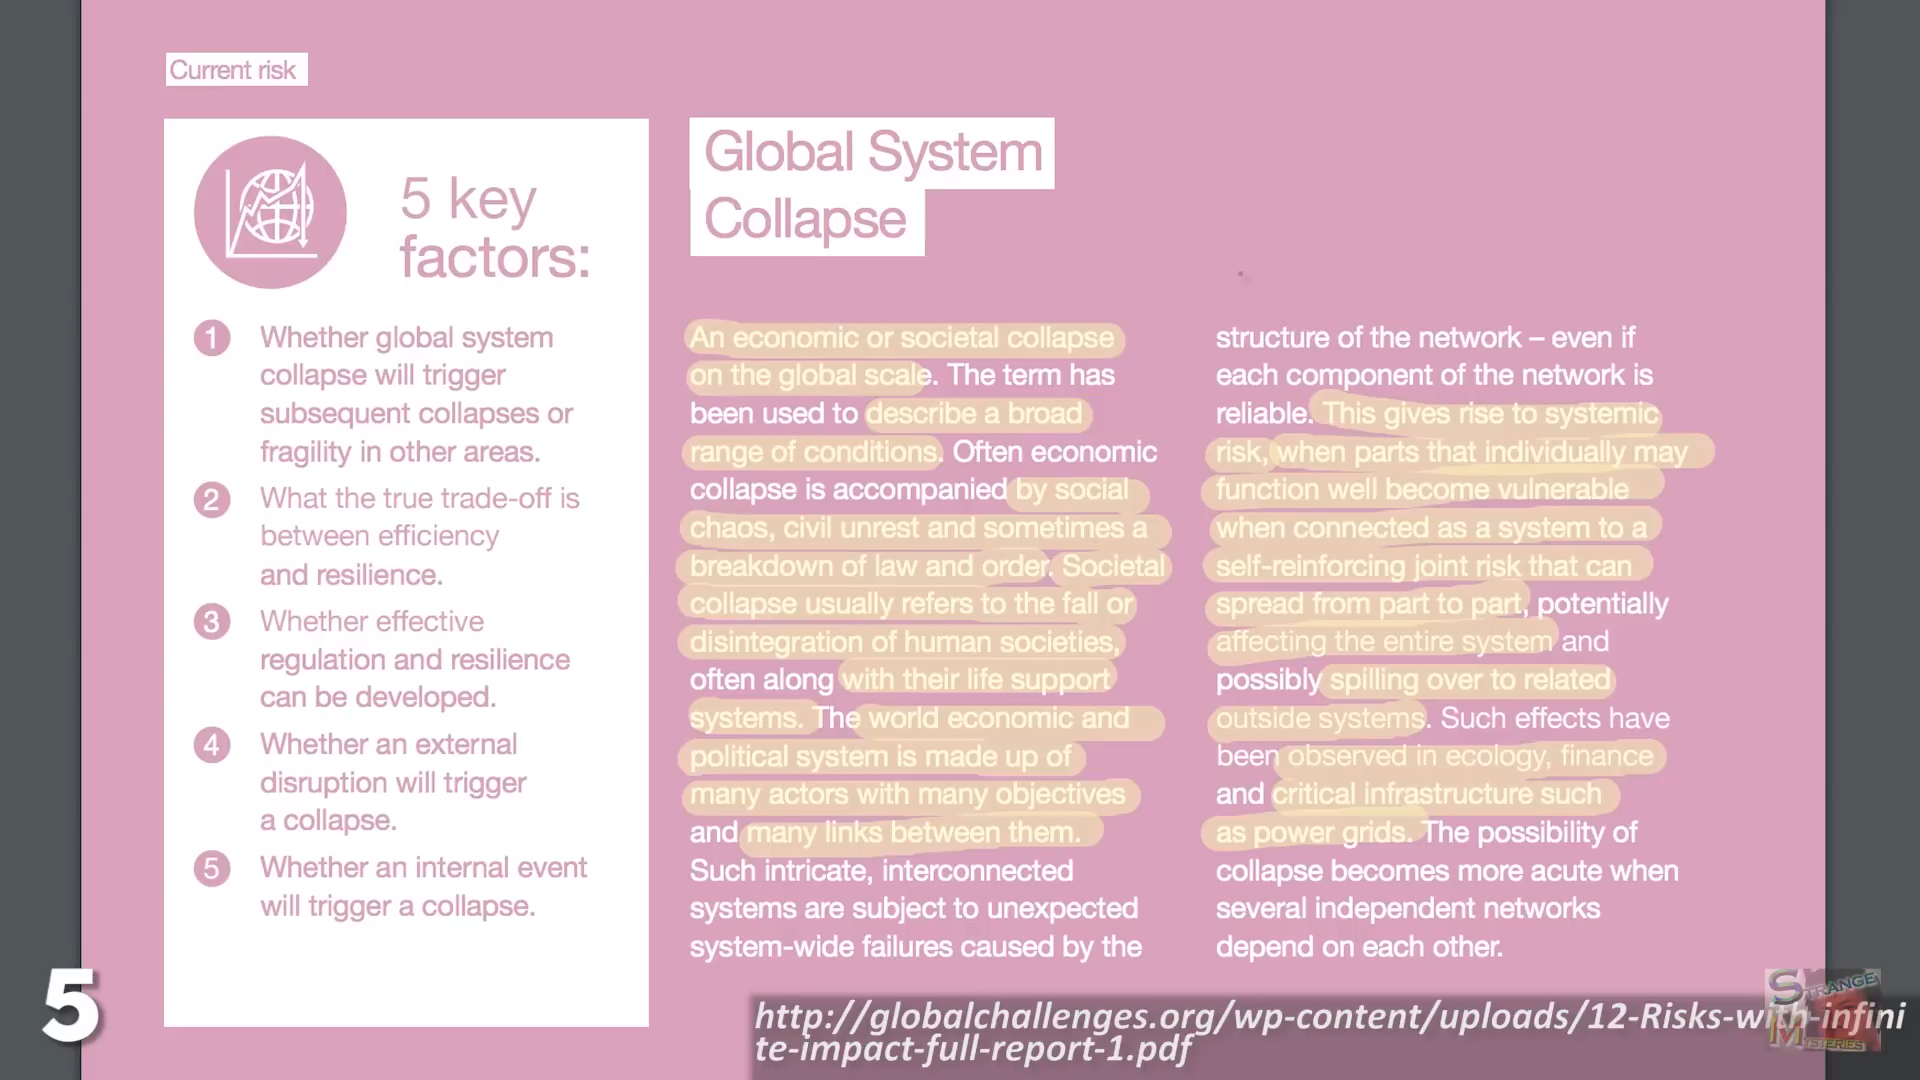 Current risk
5 key
factors:
1 Whether global system
collapse will trigger
subsequent collapses or
fragility in other areas.
2 What the true trade-off is
between efficiency
and resilience.
3 Whether effective
regulation and resilience
can be developed.
4 Whether an external
disruption will trigger
a collapse.
5 Whether an internal event
will trigger a collapse.
Global System
Collapse
An economic or societal collapse
on the global scale. The term has
been used to describe a broad
range of conditions. Often economic
collapse is accompanied by social
chaos, civil unrest and sometimes a
breakdown of law and order. Societal
collapse usually refers to the fall or
disintegration of human societies,
often along with their life support
systems. The world economic and
political system is made up of
many actors with many objectives
and many links between them.
Such intricate, interconnected
systems are subject to unexpected
system-wide failures caused by the
structure of the network – even if
each component of the network is
reliable. This gives rise to systemic
risk, when parts that individually may
function well become vulnerable
when connected as a system to a
self-reinforcing joint risk that can
spread from part to part, potentially
affecting the entire system and
possibly spilling over to related
outside systems. Such effects have
been observed in ecology, finance
and critical infrastructure such
as power grids. The possibility of
collapse becomes more acute when
several independent networks
depend on each other.
5
http://globalchallenges.org/wp-content/uploads/12-Risks-with-infini
te-impact-full-report-1.pdf
STRANGE
MYSTERIES